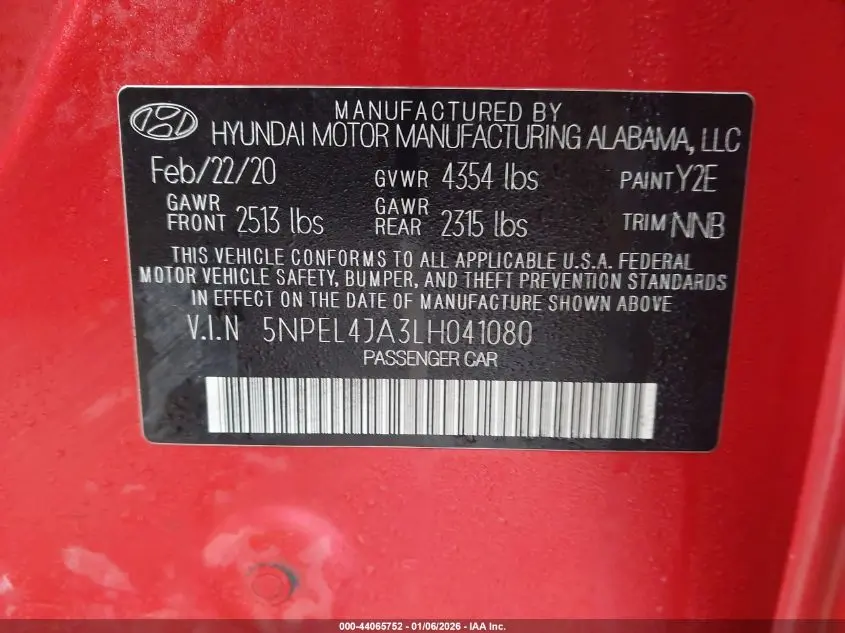 MANUFACTURED BY
HYUNDAI MOTOR MANUFACTURING ALABAMA, LLC
Feb/22/20 GVWR 4354 lbs PAINT Y2E
GAWR FRONT 2513 lbs GAWR REAR 2315 lbs TRIM NNB
THIS VEHICLE CONFORMS TO ALL APPLICABLE U.S.A. FEDERAL
MOTOR VEHICLE SAFETY, BUMPER, AND THEFT PREVENTION STANDARDS
IN EFFECT ON THE DATE OF MANUFACTURE SHOWN ABOVE
V.I.N 5NPEL4JA3LH041080
PASSENGER CAR
000-44065752 - 01/06/2026 - IAA Inc.